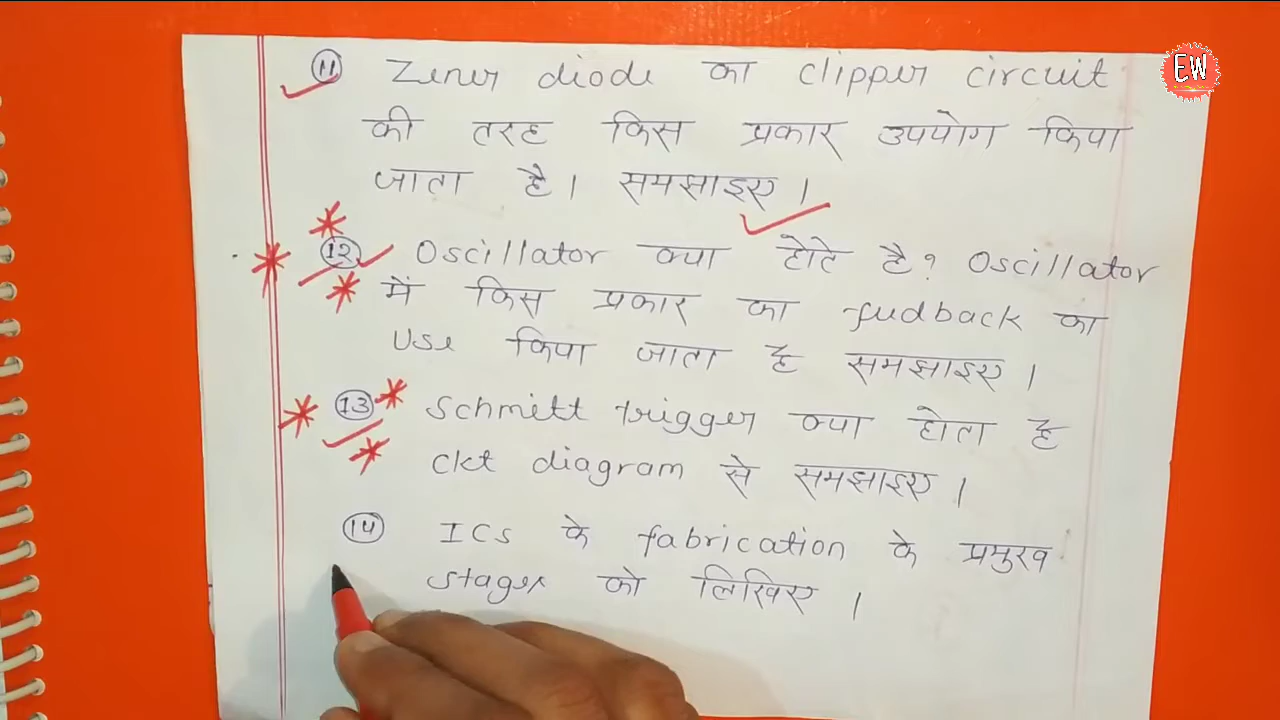 EW
11 Zener diode का clipper circuit
की तरह किस प्रकार उपयोग किया
जाता है। समझाइए।
12 Oscillator क्या होते है? Oscillator
में किस प्रकार का feedback का
Use किया जाता है समझाइए।
13 Schmitt trigger क्या होता है
Ckt diagram से समझाइए।
14 ICs के fabrication के प्रमुख
stages को लिखिए।